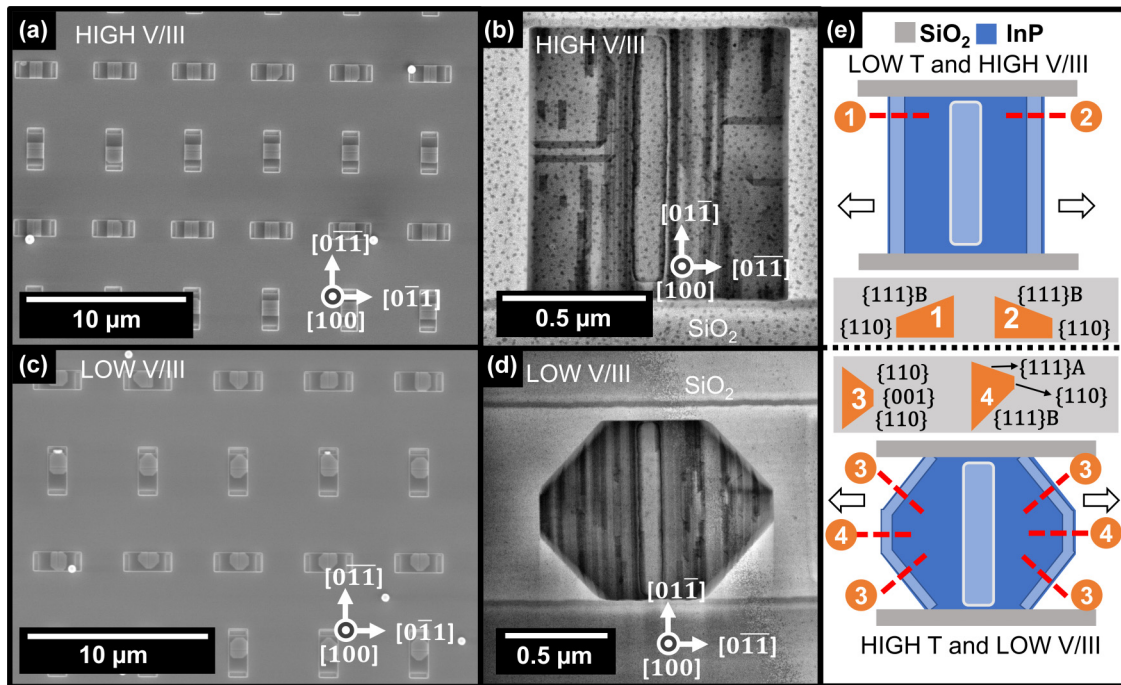 (a) HIGH V/III
[01̅1̅]
[01̅1]
[100]
10 μm
(b) HIGH V/III
[011̅]
[01̅1̅]
[100]
0.5 μm
SiO₂
(c) LOW V/III
[01̅1̅]
[01̅1]
[100]
10 μm
(d) LOW V/III
SiO₂
[011̅]
[01̅1̅]
[100]
0.5 μm
(e)
SiO₂ InP
LOW T and HIGH V/III
1 2
{111}B {111}B
{110} 1 2 {110}
3 {110}
{001}
{110}
4 {111}A
{110}
{111}B
3 3
4 4
3 3
HIGH T and LOW V/III